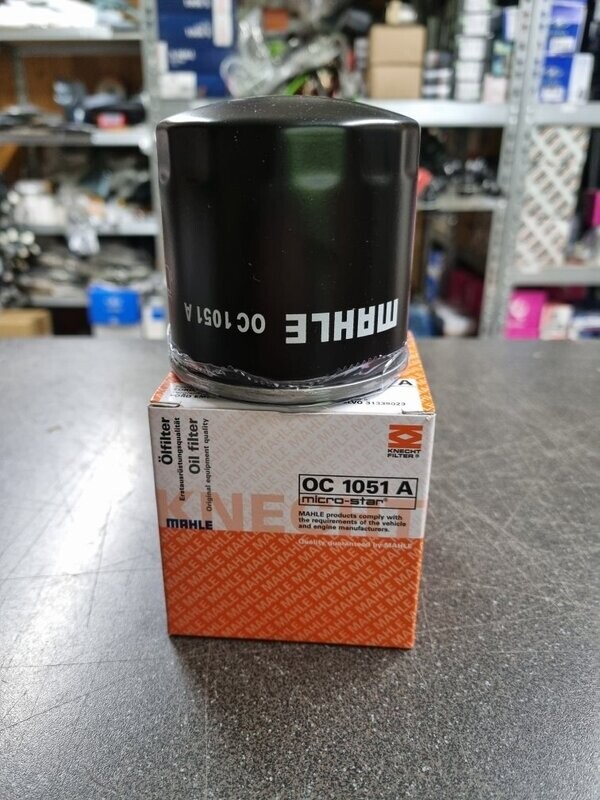 MAHLE OC 1051 A
31339023
Ölfilter
Erstausrüstungsqualität
Oil filter
Original equipment quality
KNECHT
FILTER®
OC 1051 A
micro-star®
MAHLE products comply with
the requirements of the vehicle
and engine manufacturers.
Quality guaranteed by MAHLE
MAHLE
KNECHT